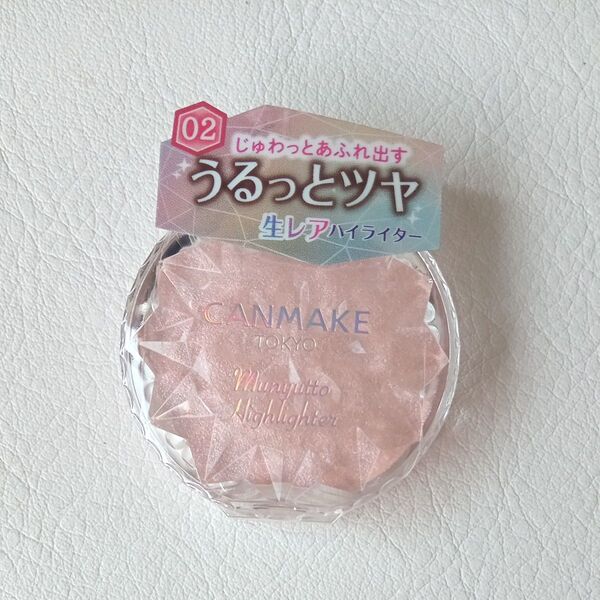 02
じゅわっとあふれ出す
うるっとツヤ
生レアハイライター
CANMAKE
TOKYO
Munyutto
Highlighter